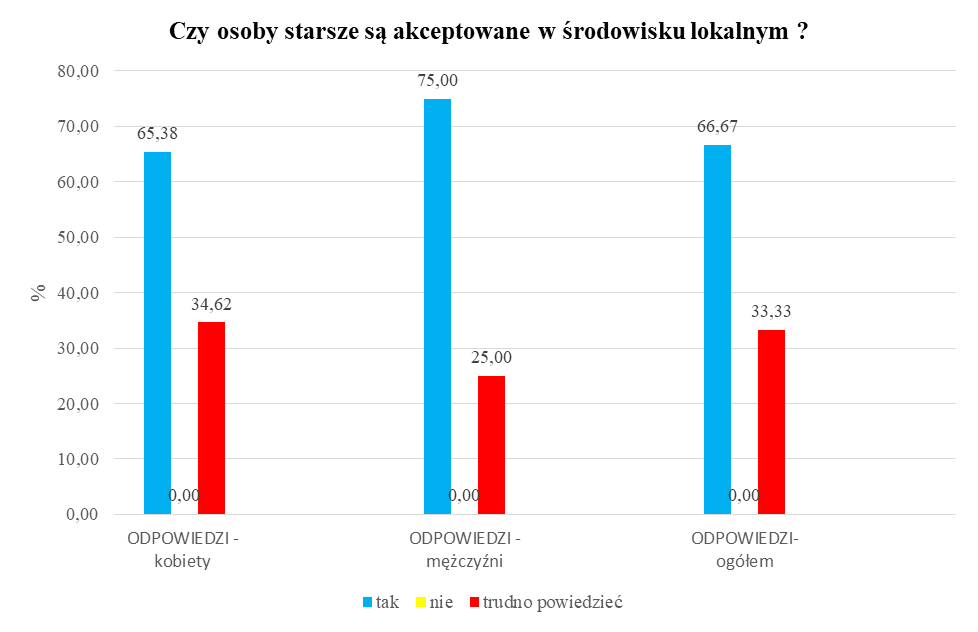 Czy osoby starsze są akceptowane w środowisku lokalnym ?
80,00
70,00
60,00
50,00
40,00
30,00
20,00
10,00
0,00
%
65,38
0,00
34,62
75,00
0,00
25,00
66,67
0,00
33,33
ODPOWIEDZI -
kobiety
ODPOWIEDZI -
mężczyźni
ODPOWIEDZI-
ogółem
tak nie trudno powiedzieć